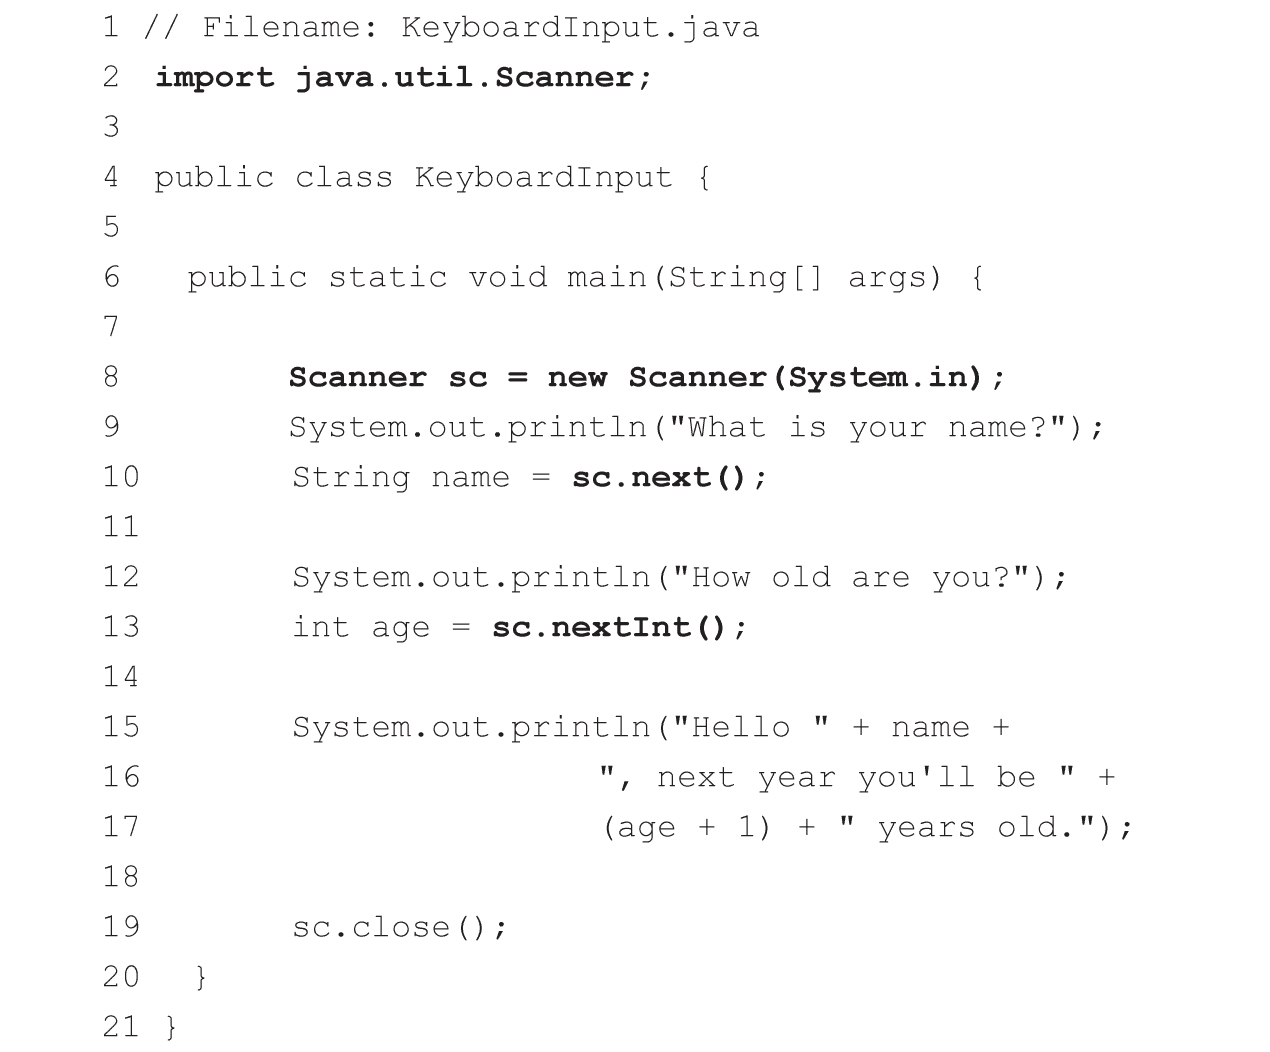 1 // Filename: KeyboardInput.java
2 import java.util.Scanner;
3
4 public class KeyboardInput {
5
6 public static void main(String[] args) {
7
8 Scanner sc = new Scanner(System.in);
9 System.out.println("What is your name?");
10 String name = sc.next();
11
12 System.out.println("How old are you?");
13 int age = sc.nextInt();
14
15 System.out.println("Hello " + name +
16 ", next year you'll be " +
17 (age + 1) + " years old.");
18
19 sc.close();
20 }
21 }